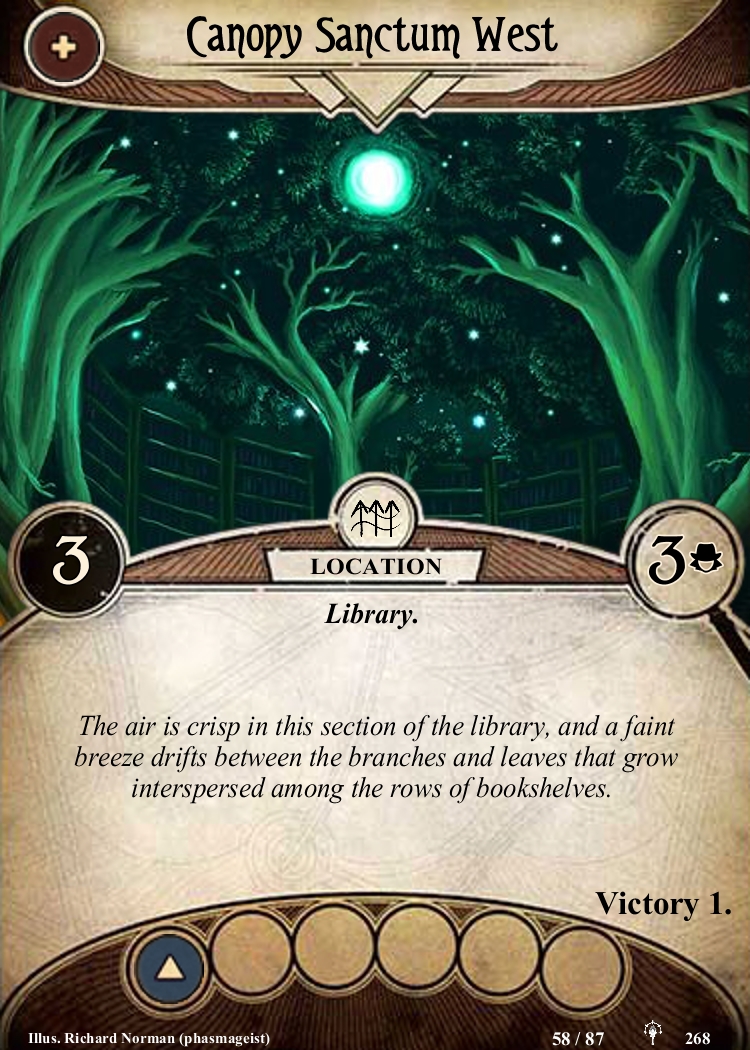 Canopy Sanctum West
3
3
LOCATION
Library.
The air is crisp in this section of the library, and a faint
breeze drifts between the branches and leaves that grow
interspersed among the rows of bookshelves.
Victory 1.
Illus. Richard Norman (phasmageist)
58 / 87
268